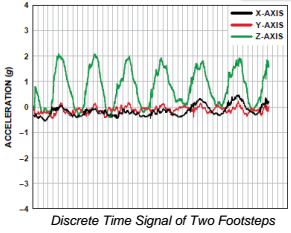 X-AXIS
Y-AXIS
Z-AXIS
ACCELERATION (g)
4
3
2
1
0
–1
–2
–3
–4
Discrete Time Signal of Two Footsteps